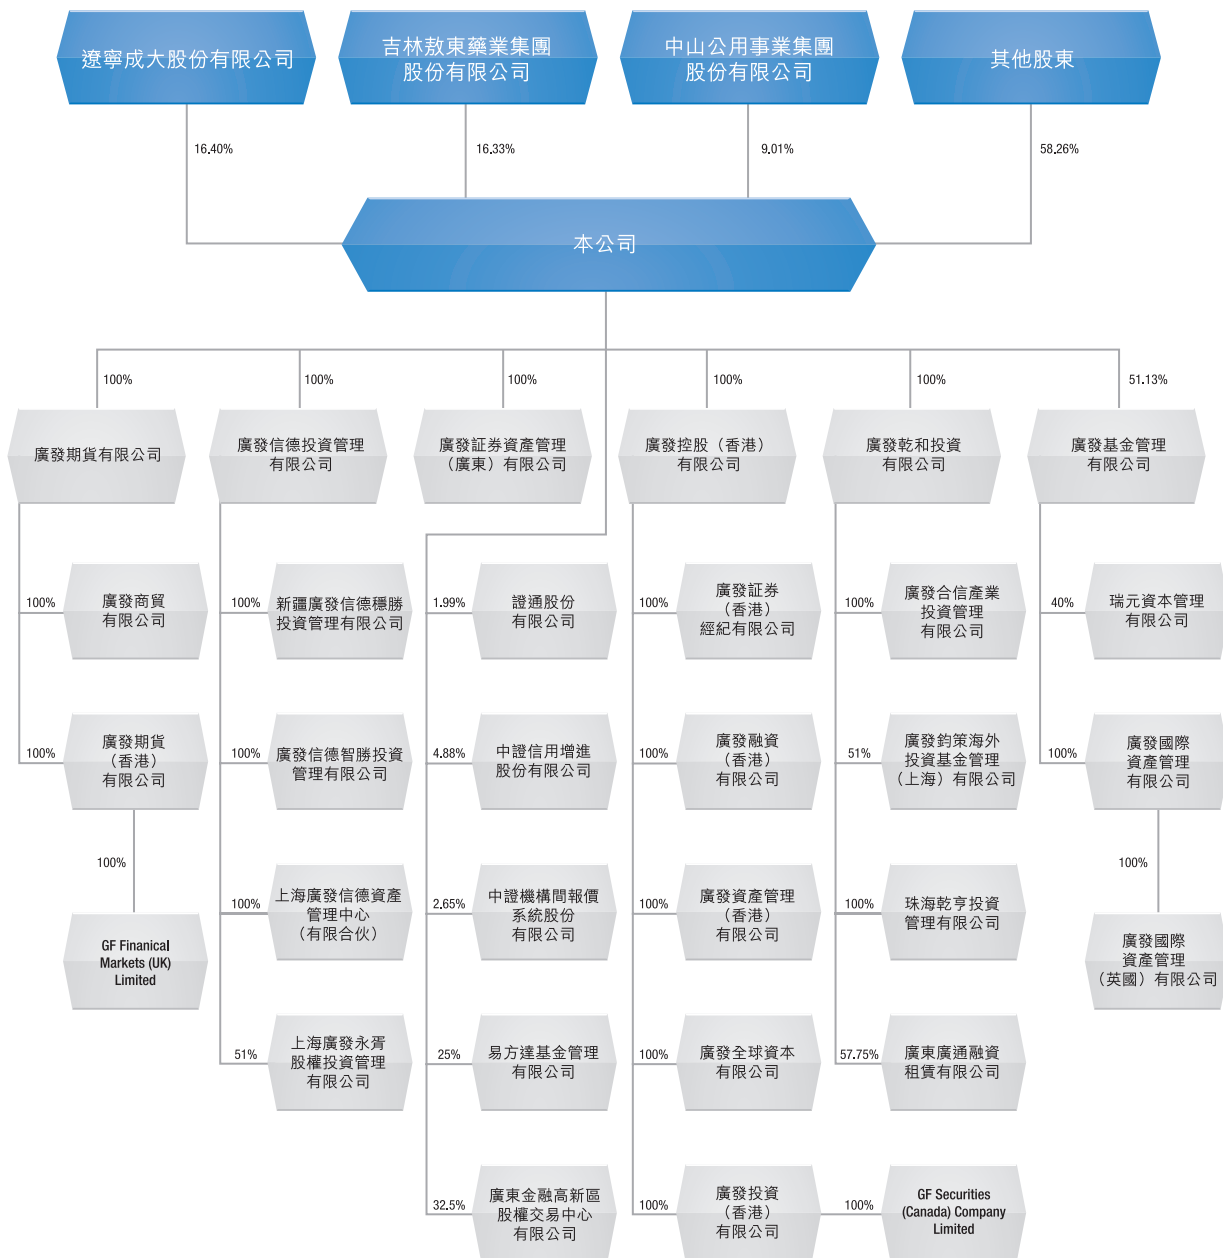 遼寧成大股份有限公司
吉林敖東藥業集團
股份有限公司
中山公用事業集團
股份有限公司
其他股東
16.40%
16.33%
9.01%
58.26%
本公司
100%
100%
100%
100%
100%
51.13%
廣發期貨有限公司
廣發信德投資管理
有限公司
廣發証券資產管理
（廣東）有限公司
廣發控股（香港）
有限公司
廣發乾和投資
有限公司
廣發基金管理
有限公司
100%
廣發商貿
有限公司
100%
新疆廣發信德穩勝
投資管理有限公司
1.99%
證通股份
有限公司
100%
廣發証券
（香港）
經紀有限公司
100%
廣發合信產業
投資管理
有限公司
40%
瑞元資本管理
有限公司
100%
廣發期貨
（香港）
有限公司
100%
廣發信德智勝投資
管理有限公司
4.88%
中證信用增進
股份有限公司
100%
廣發融資
（香港）
有限公司
51%
廣發鈞策海外
投資基金管理
（上海）有限公司
100%
廣發國際
資產管理
有限公司
100%
100%
GF Finanical
Markets (UK)
Limited
100%
上海廣發信德資產
管理中心
（有限合伙）
2.65%
中證機構間報價
系統股份
有限公司
100%
廣發資產管理
（香港）
有限公司
100%
珠海乾亨投資
管理有限公司
廣發國際
資產管理
（英國）有限公司
51%
上海廣發永胥
股權投資管理
有限公司
25%
易方達基金管理
有限公司
100%
廣發全球資本
有限公司
57.75%
廣東廣通融資
租賃有限公司
32.5%
廣東金融高新區
股權交易中心
有限公司
100%
廣發投資
（香港）
有限公司
100%
GF Securities
(Canada) Company
Limited